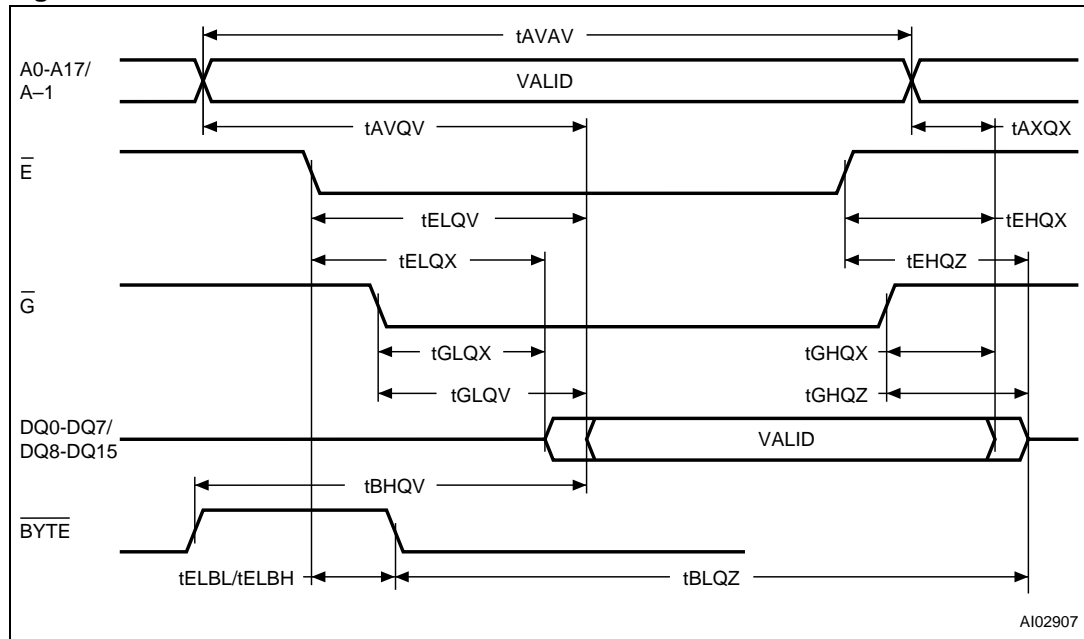 tAVAV
A0-A17/
A–1
VALID
tAVQV
tAXQX
E
tELQV
tEHQX
tELQX
tEHQZ
G
tGLQX
tGHQX
tGLQV
tGHQZ
DQ0-DQ7/
DQ8-DQ15
VALID
tBHQV
BYTE
tELBL/tELBH
tBLQZ
AI02907